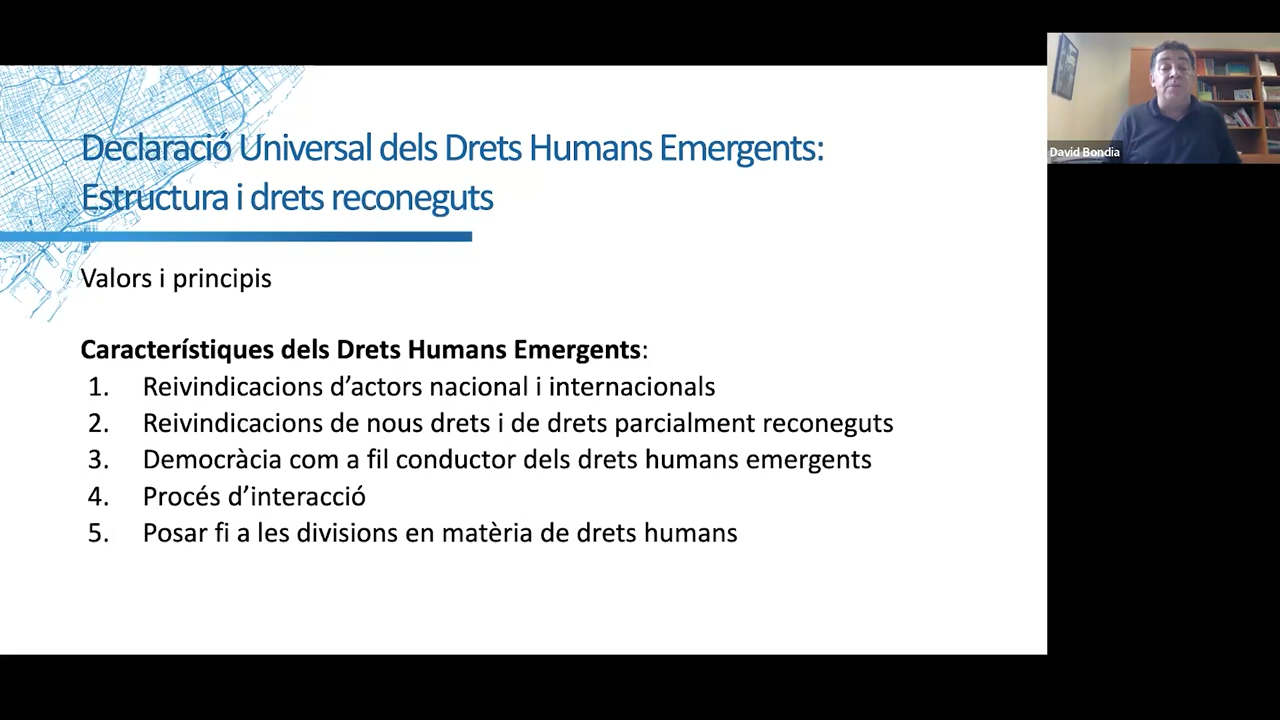 Declaració Universal dels Drets Humans Emergents:
Estructura i drets reconeguts
Valors i principis
Característiques dels Drets Humans Emergents:
1. Reivindicacions d’actors nacional i internacionals
2. Reivindicacions de nous drets i de drets parcialment reconeguts
3. Democràcia com a fil conductor dels drets humans emergents
4. Procés d’interacció
5. Posar fi a les divisions en matèria de drets humans
David Bondia